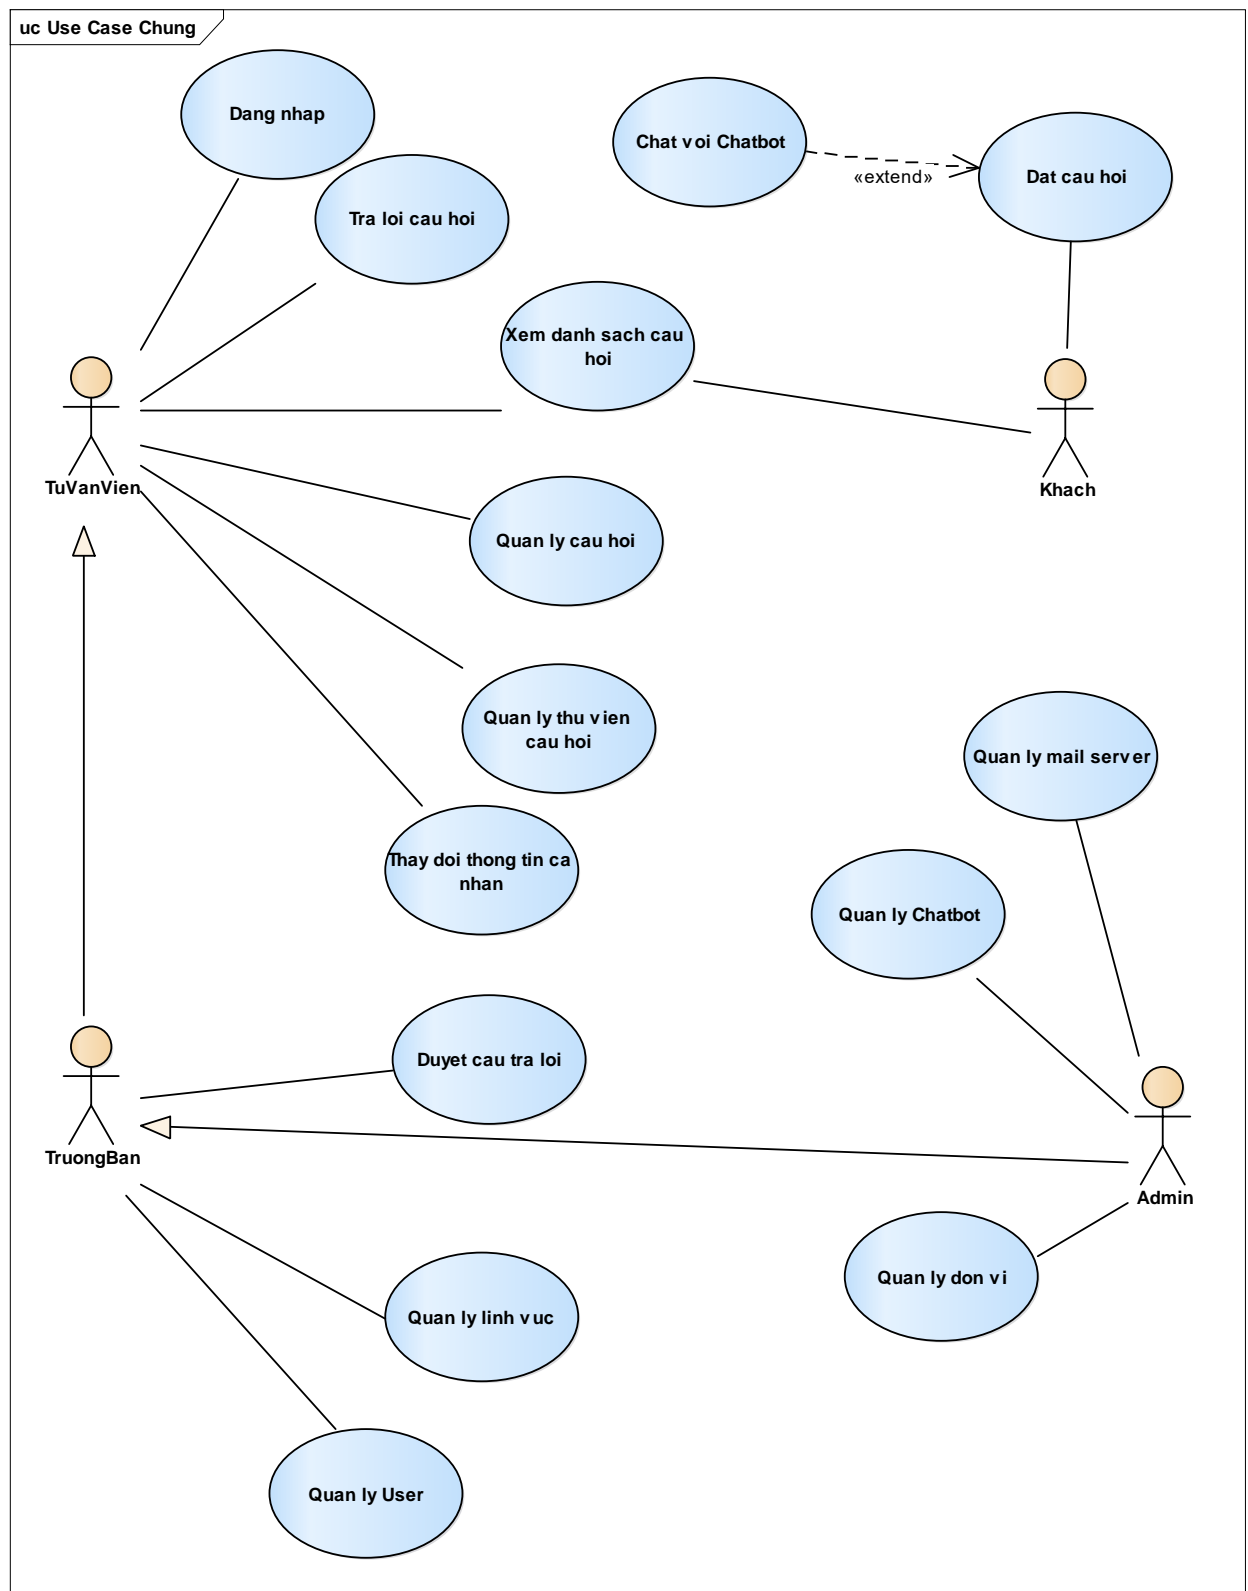 uc Use Case Chung
Dang nhap
Chat voi Chatbot
«extend»
Dat cau hoi
Tra loi cau hoi
Xem danh sach cau
hoi
TuVanVien
Khach
Quan ly cau hoi
Quan ly thu vien
cau hoi
Quan ly mail server
Thay doi thong tin ca
nhan
Quan ly Chatbot
Duyet cau tra loi
TruongBan
Admin
Quan ly don vi
Quan ly linh vuc
Quan ly User